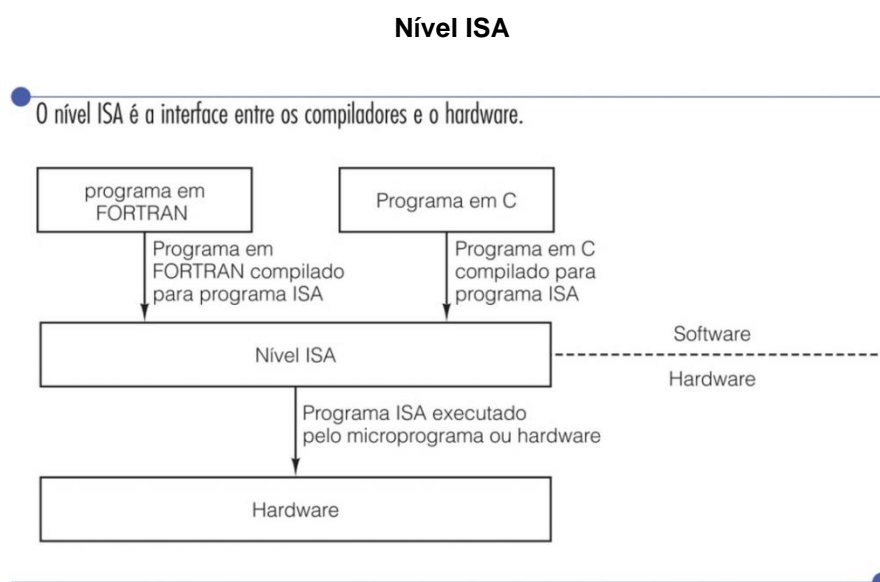 Nível ISA
O nível ISA é a interface entre os compiladores e o hardware.
programa em
FORTRAN
Programa em C
Programa em
FORTRAN compilado
para programa ISA
Programa em C
compilado para
programa ISA
Nível ISA
Software
Hardware
Programa ISA executado
pelo microprograma ou hardware
Hardware